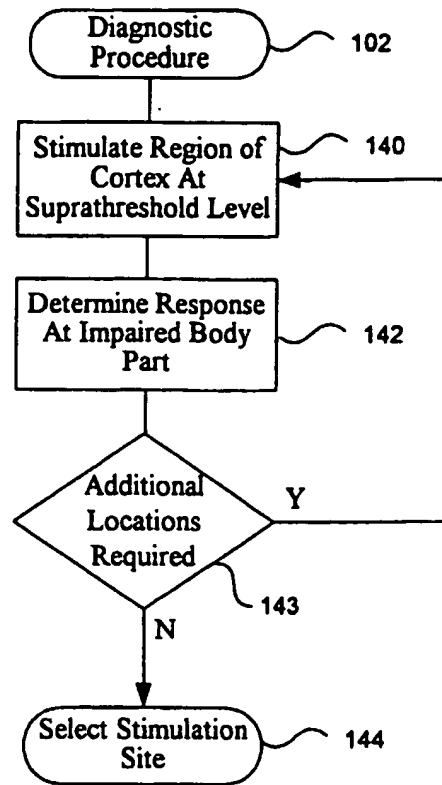 Diagnostic
Procedure
102
Stimulate Region of
Cortex At
Suprathreshold Level
140
Determine Response
At Impaired Body
Part
142
Additional
Locations
Required
Y
143
N
Select Stimulation
Site
144